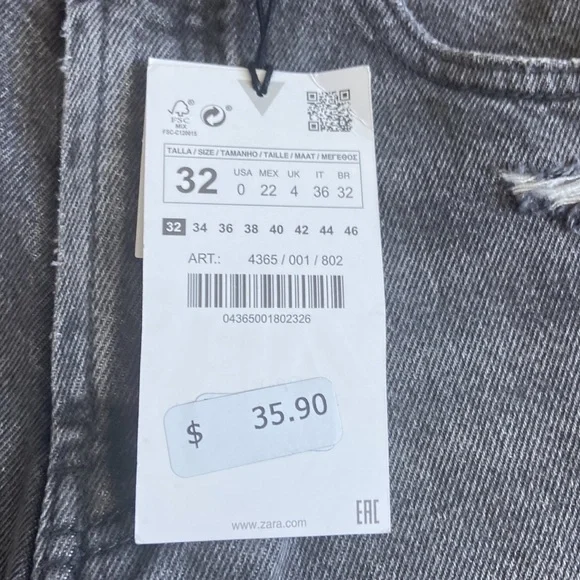 FSC
MIX
FSC-C120015
TALLA / SIZE / TAMANHO / TAILLE / MAAT / ΜΕΓΕΘΟΣ
32 USA MEX UK IT BR
0 22 4 36 32
32 34 36 38 40 42 44 46
ART.: 4365 / 001 / 802
04365001802326
$ 35.90
www.zara.com
EAC